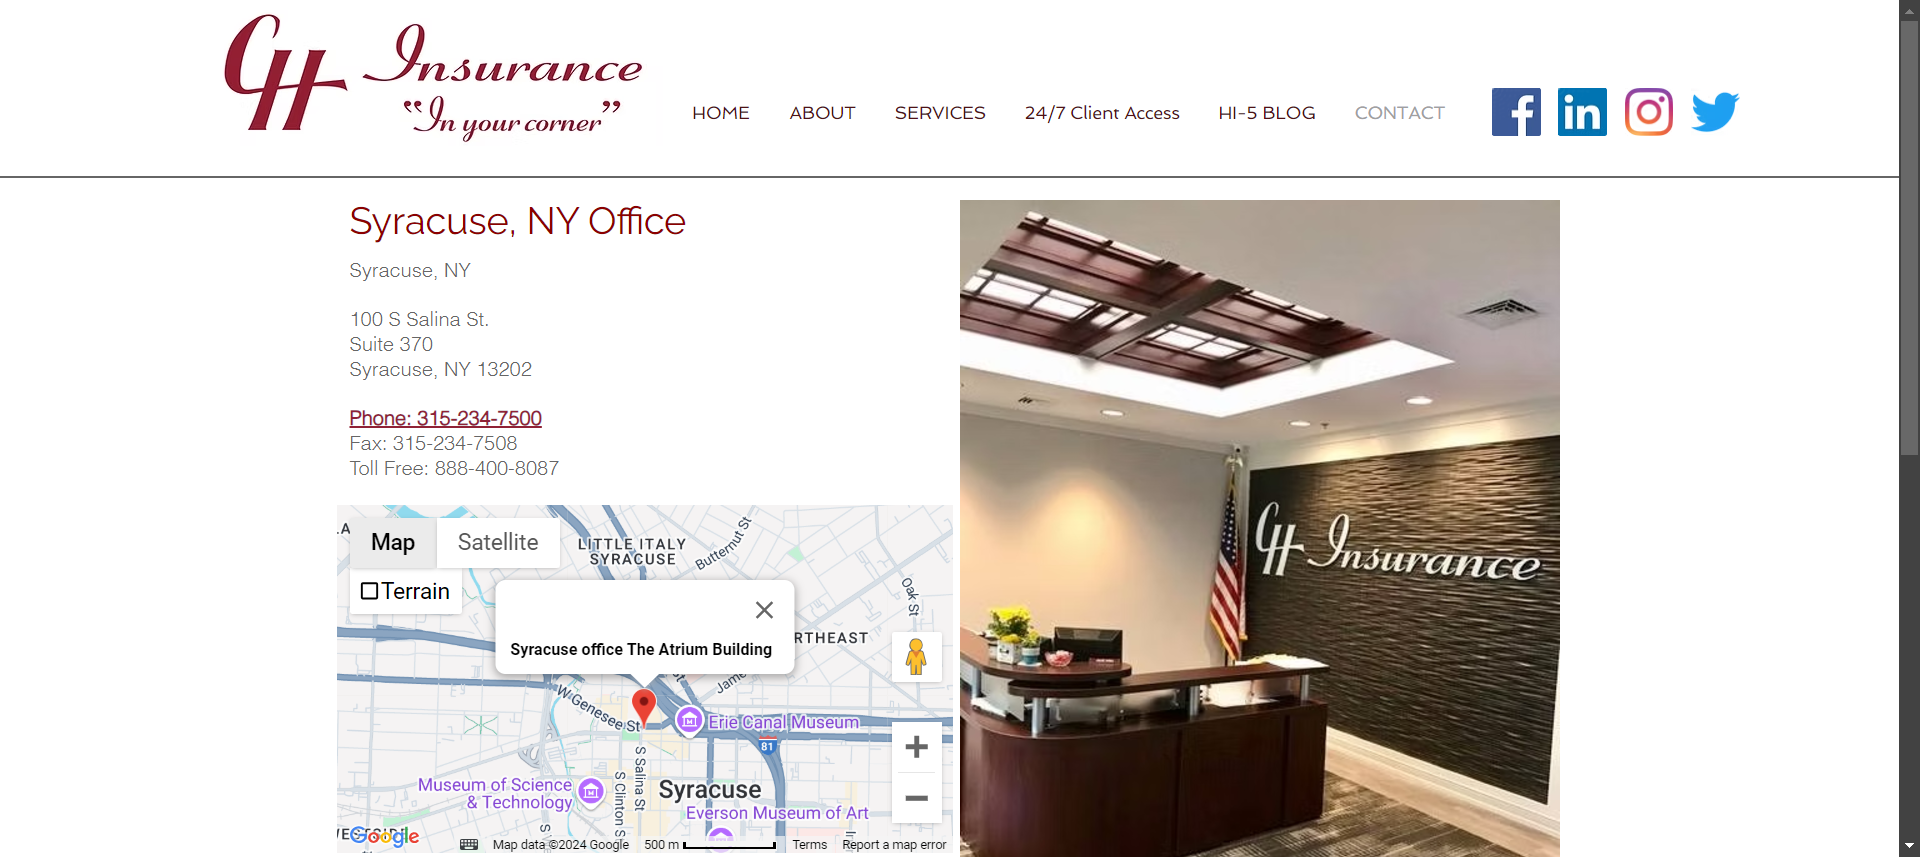 CH Insurance
"In your corner"
HOME ABOUT SERVICES 24/7 Client Access HI-5 BLOG CONTACT
Syracuse, NY Office
Syracuse, NY
100 S Salina St.
Suite 370
Syracuse, NY 13202
Phone: 315-234-7500
Fax: 315-234-7508
Toll Free: 888-400-8087
Map Satellite
Terrain
LITTLE ITALY
SYRACUSE
Butternut St
Oak St
RTHEAST
Syracuse office The Atrium Building
W Genesee St
Erie Canal Museum
81
S Salina St
S Clinton S
Museum of Science
& Technology
Syracuse
Everson Museum of Art
Google
Map data ©2024 Google 500 m Terms Report a map error
CH Insurance